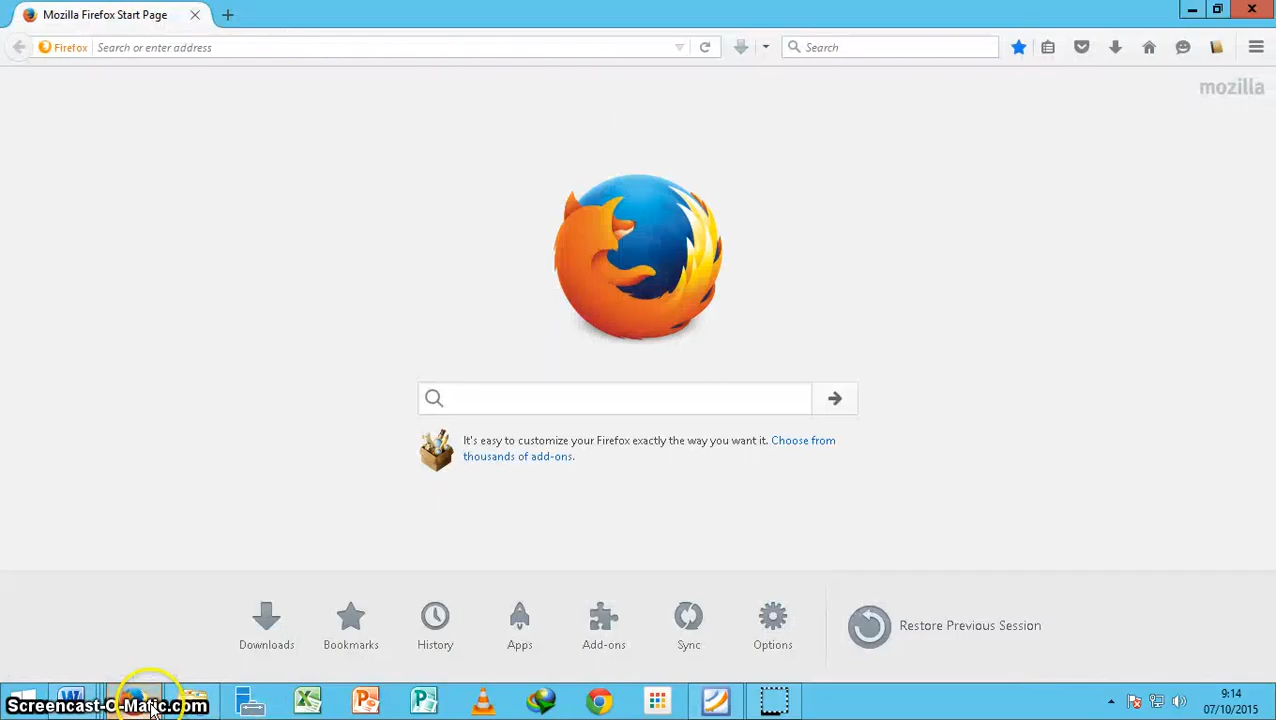 Mozilla Firefox Start Page
Firefox
Search or enter address
Search
mozilla
It's easy to customize your Firefox exactly the way you want it. Choose from
thousands of add-ons.
Downloads
Bookmarks
History
Apps
Add-ons
Sync
Options
Restore Previous Session
Screencast-O-Matic.com
9:14
07/10/2015